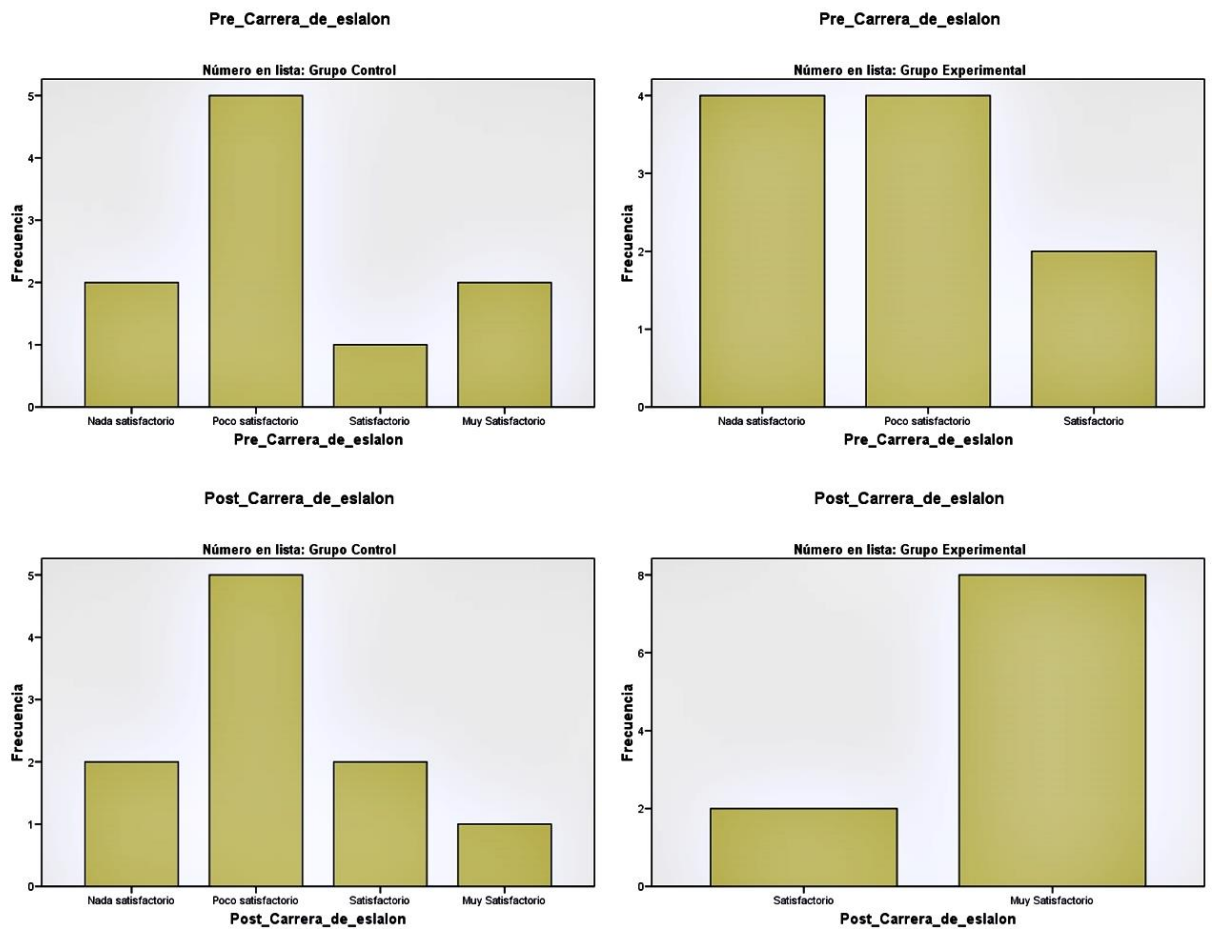 Pre_Carrera_de_eslalon
Número en lista: Grupo Control
5
4
3
2
1
0
Frecuencia
Nada satisfactorio Poco satisfactorio Satisfactorio Muy Satisfactorio
Pre_Carrera_de_eslalon
Pre_Carrera_de_eslalon
Número en lista: Grupo Experimental
4
3
2
1
0
Frecuencia
Nada satisfactorio Poco satisfactorio Satisfactorio
Pre_Carrera_de_eslalon
Post_Carrera_de_eslalon
Número en lista: Grupo Control
5
4
3
2
1
0
Frecuencia
Nada satisfactorio Poco satisfactorio Satisfactorio Muy Satisfactorio
Post_Carrera_de_eslalon
Post_Carrera_de_eslalon
Número en lista: Grupo Experimental
8
6
4
2
0
Frecuencia
Satisfactorio Muy Satisfactorio
Post_Carrera_de_eslalon